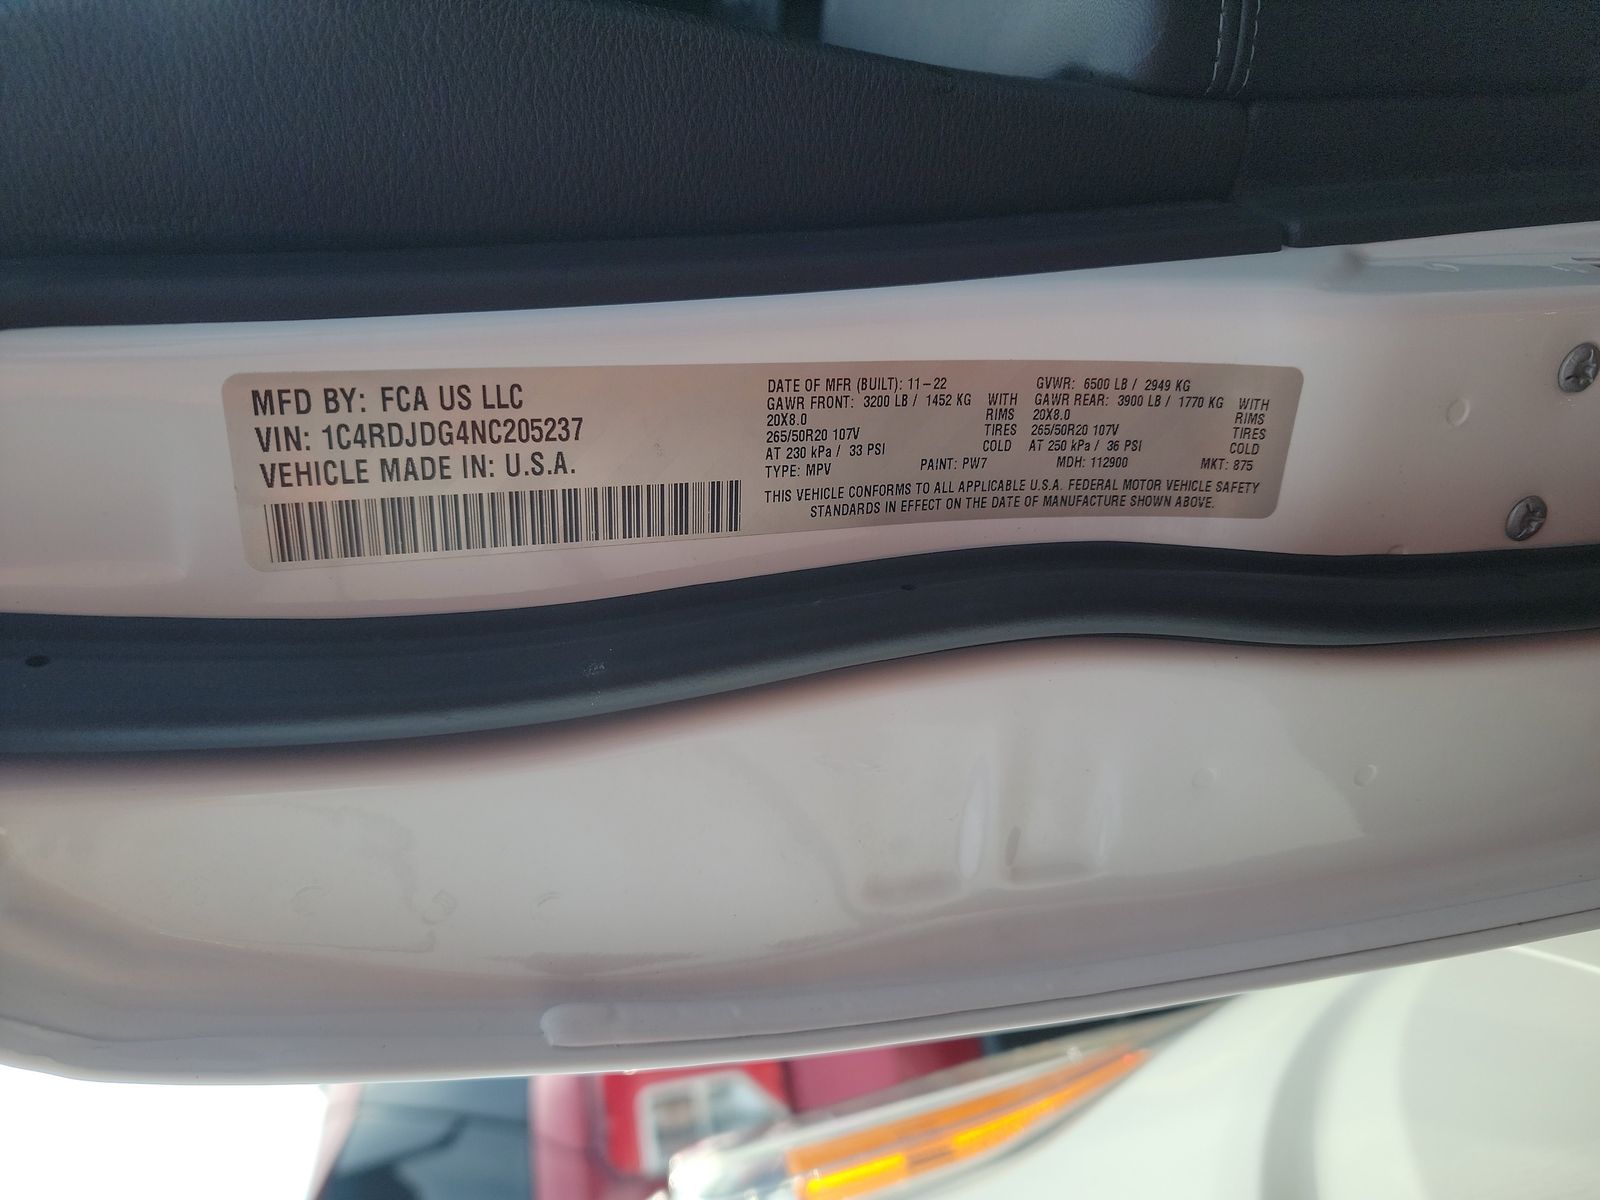 MFD BY: FCA US LLC
VIN: 1C4RDJDG4NC205237
VEHICLE MADE IN: U.S.A.
DATE OF MFR (BUILT): 11-22 GVWR: 6500 LB / 2949 KG
GAWR FRONT: 3200 LB / 1452 KG WITH GAWR REAR: 3900 LB / 1770 KG WITH
20X8.0 RIMS 20X8.0 RIMS
265/50R20 107V TIRES 265/50R20 107V TIRES
AT 230 kPa / 33 PSI COLD AT 250 kPa / 36 PSI COLD
TYPE: MPV PAINT: PW7 MDH: 112900 MKT: 875
THIS VEHICLE CONFORMS TO ALL APPLICABLE U.S.A. FEDERAL MOTOR VEHICLE SAFETY
STANDARDS IN EFFECT ON THE DATE OF MANUFACTURE SHOWN ABOVE.